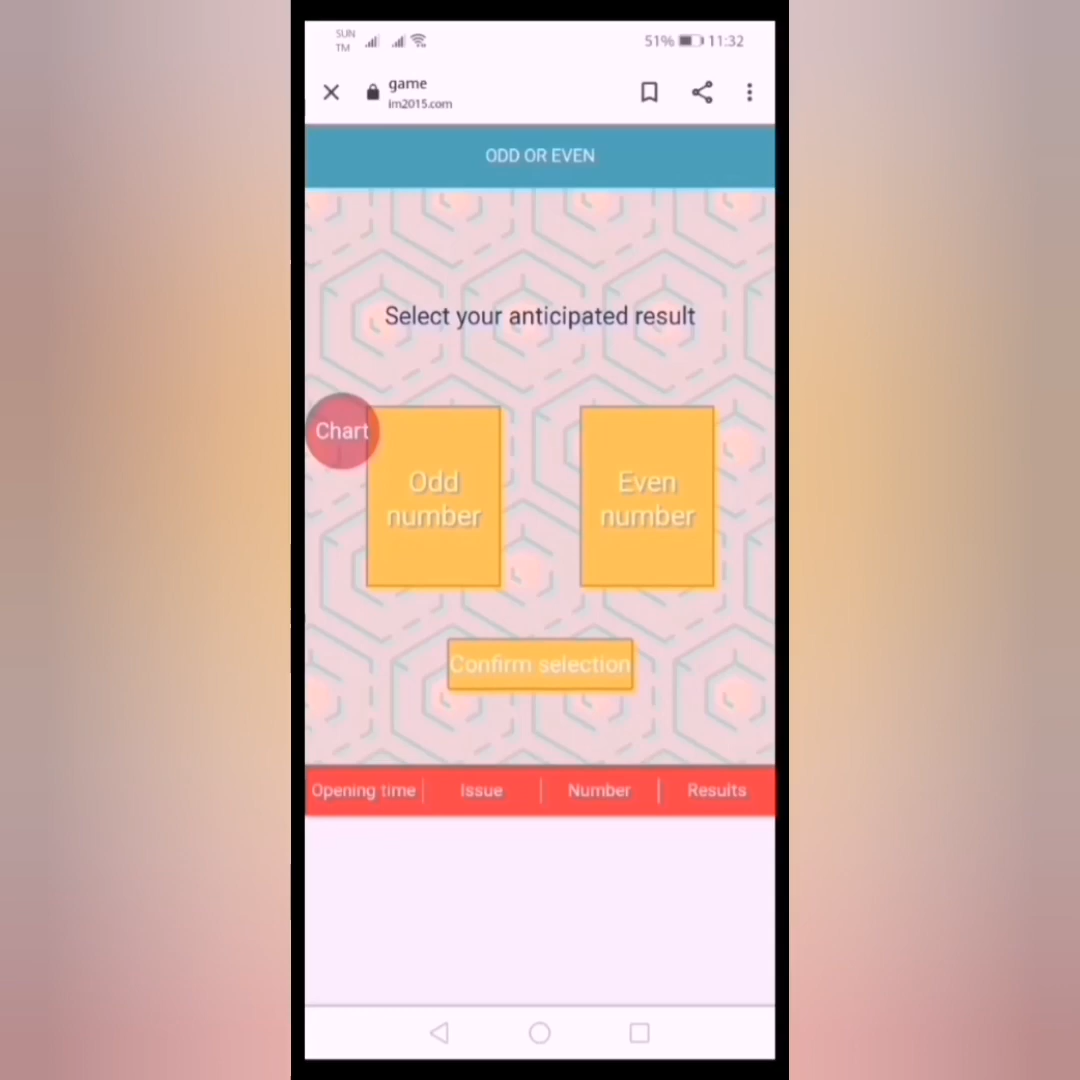 SUN
TM
51% 11:32
game
im2015.com
ODD OR EVEN
Select your anticipated result
Chart
Odd
number
Even
number
Confirm selection
Opening time Issue Number Results